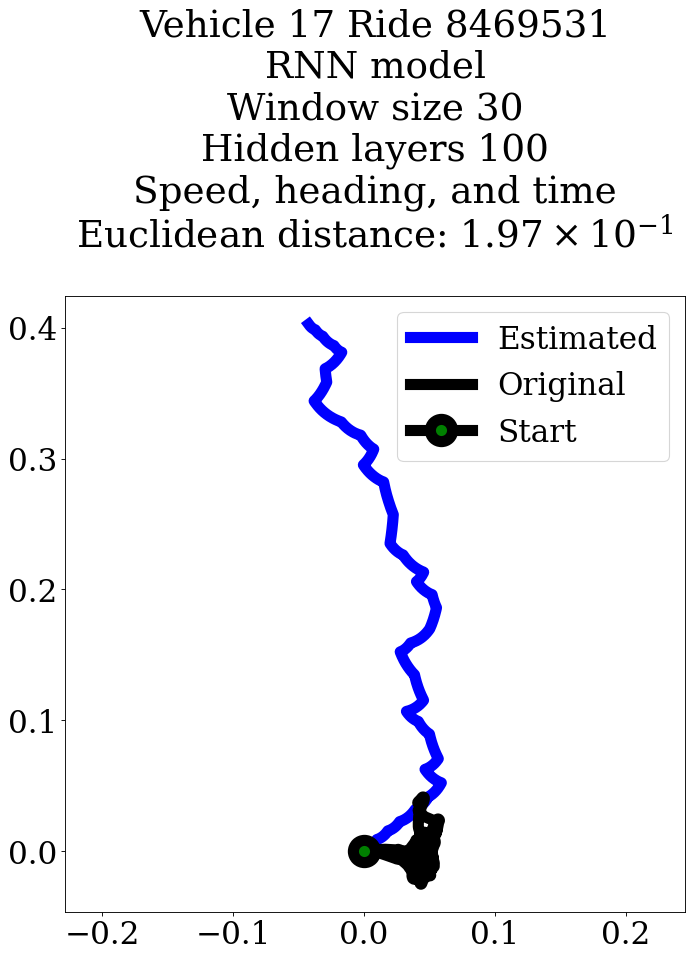 Vehicle 17 Ride 8469531
RNN model
Window size 30
Hidden layers 100
Speed, heading, and time
Euclidean distance: 1.97 × 10⁻¹
Estimated
Original
Start
0.4
0.3
0.2
0.1
0.0
−0.2 −0.1 0.0 0.1 0.2